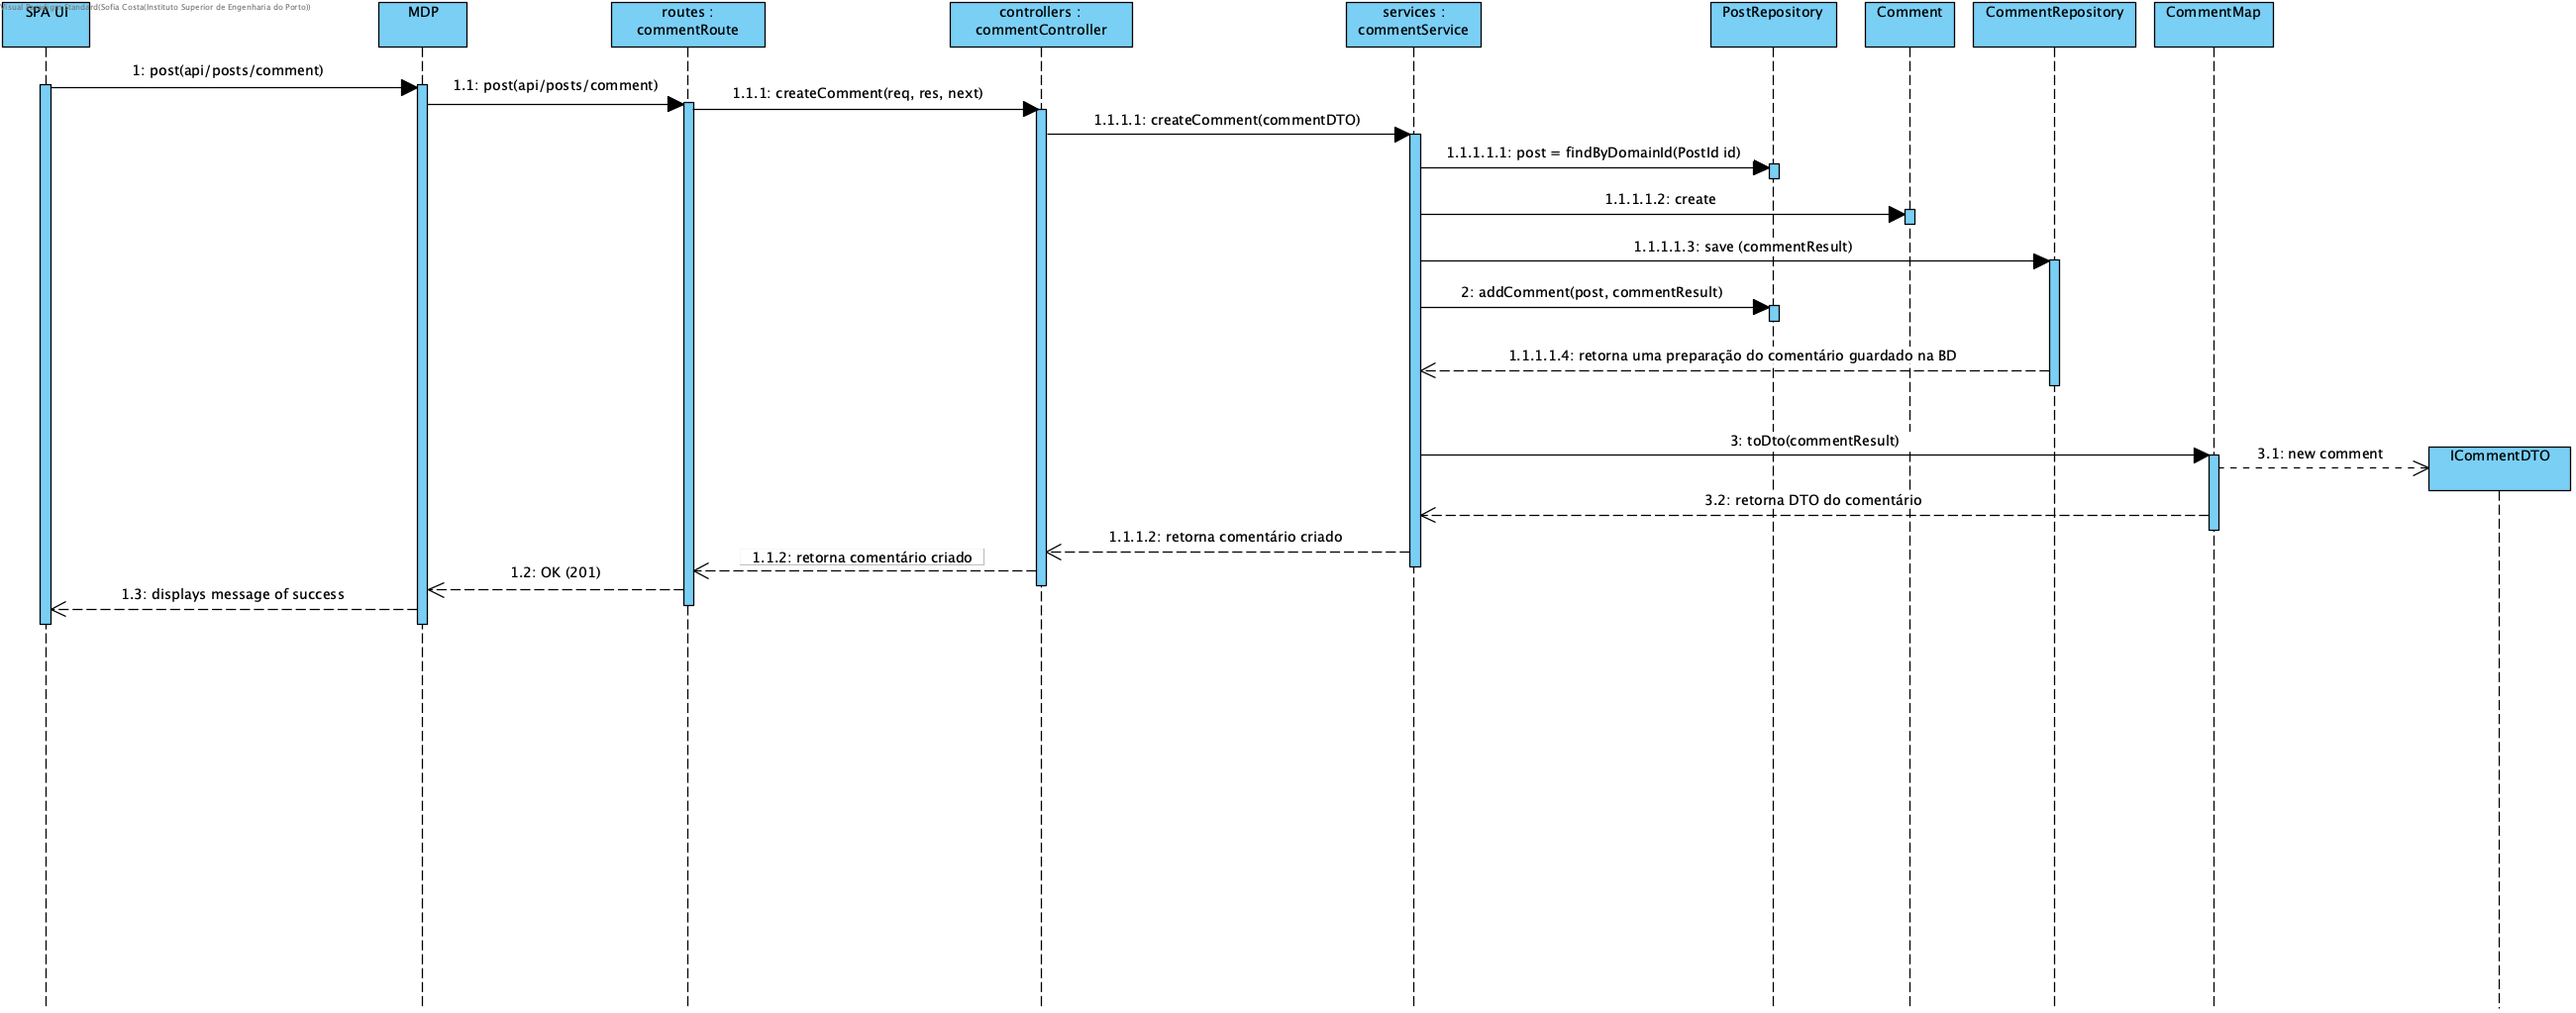 Visual Paradigm Standard(Sofia Costa(Instituto Superior de Engenharia do Porto))
SPA UI
MDP
routes :
commentRoute
controllers :
commentController
services :
commentService
PostRepository
Comment
CommentRepository
CommentMap
1: post(api/posts/comment)
1.1: post(api/posts/comment)
1.1.1: createComment(req, res, next)
1.1.1.1: createComment(commentDTO)
1.1.1.1.1: post = findByDomainId(PostId id)
1.1.1.1.2: create
1.1.1.1.3: save (commentResult)
2: addComment(post, commentResult)
1.1.1.1.4: retorna uma preparação do comentário guardado na BD
3: toDto(commentResult)
3.1: new comment
ICommentDTO
3.2: retorna DTO do comentário
1.1.1.2: retorna comentário criado
1.1.2: retorna comentário criado
1.2: OK (201)
1.3: displays message of success